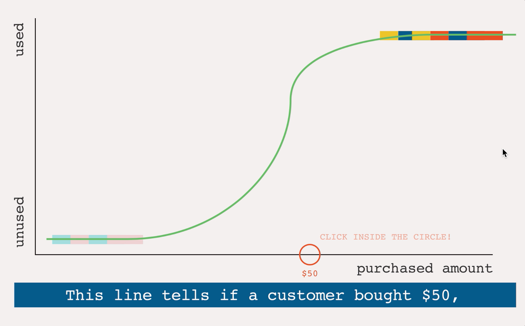 used
unused
CLICK INSIDE THE CIRCLE!
$50
purchased amount
This line tells if a customer bought $50,